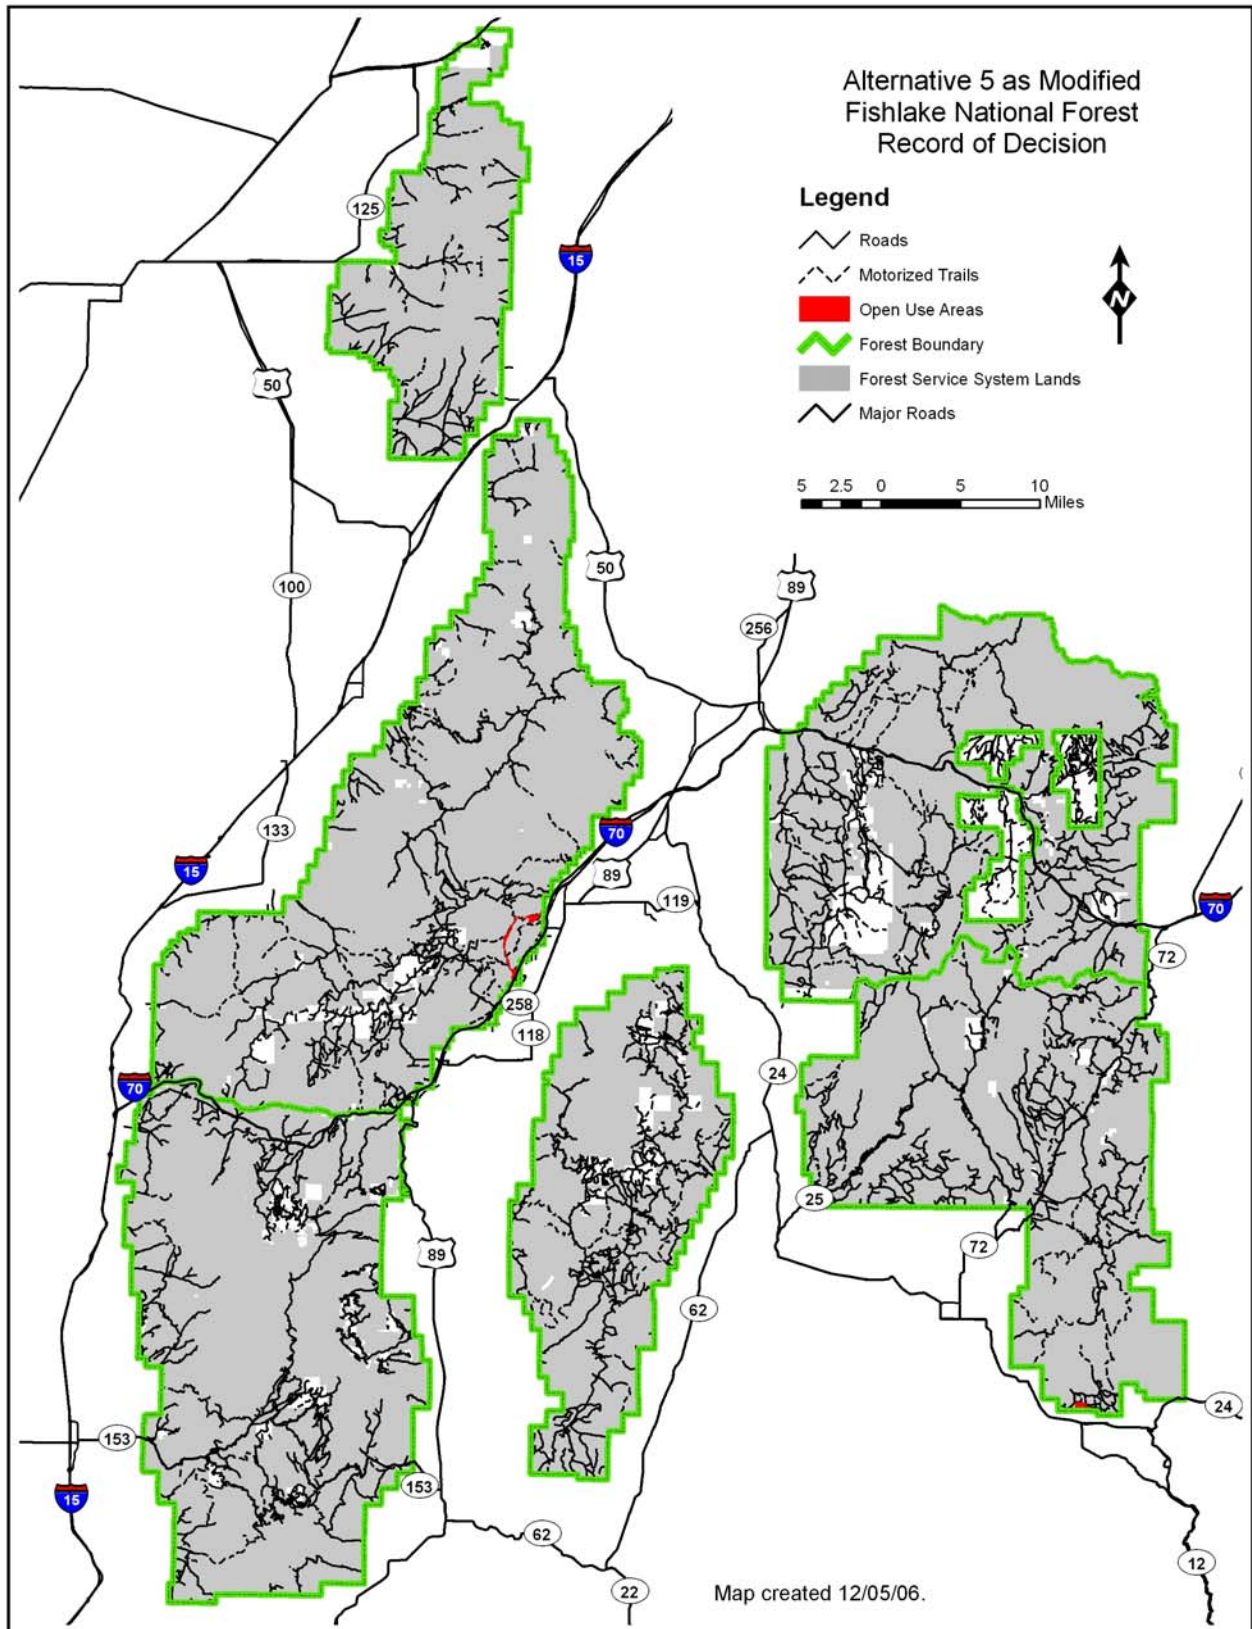 Alternative 5 as Modified
Fishlake National Forest
Record of Decision
Legend
Roads
Motorized Trails
Open Use Areas
Forest Boundary
Forest Service System Lands
Major Roads
N
5 2.5 0 5 10
Miles
125
15
50
100
50
89
256
133
70
15
89
119
70
72
258
118
24
70
25
89
72
62
24
153
153
15
62
12
22
Map created 12/05/06.